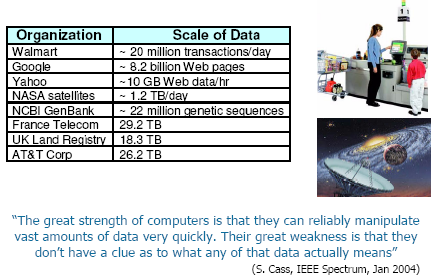 Organization Scale of Data
Walmart ~ 20 million transactions/day
Google ~ 8.2 billion Web pages
Yahoo ~10 GB Web data/hr
NASA satellites ~ 1.2 TB/day
NCBI GenBank ~ 22 million genetic sequences
France Telecom 29.2 TB
UK Land Registry 18.3 TB
AT&T Corp 26.2 TB
“The great strength of computers is that they can reliably manipulate
vast amounts of data very quickly. Their great weakness is that they
don’t have a clue as to what any of that data actually means”
(S. Cass, IEEE Spectrum, Jan 2004)